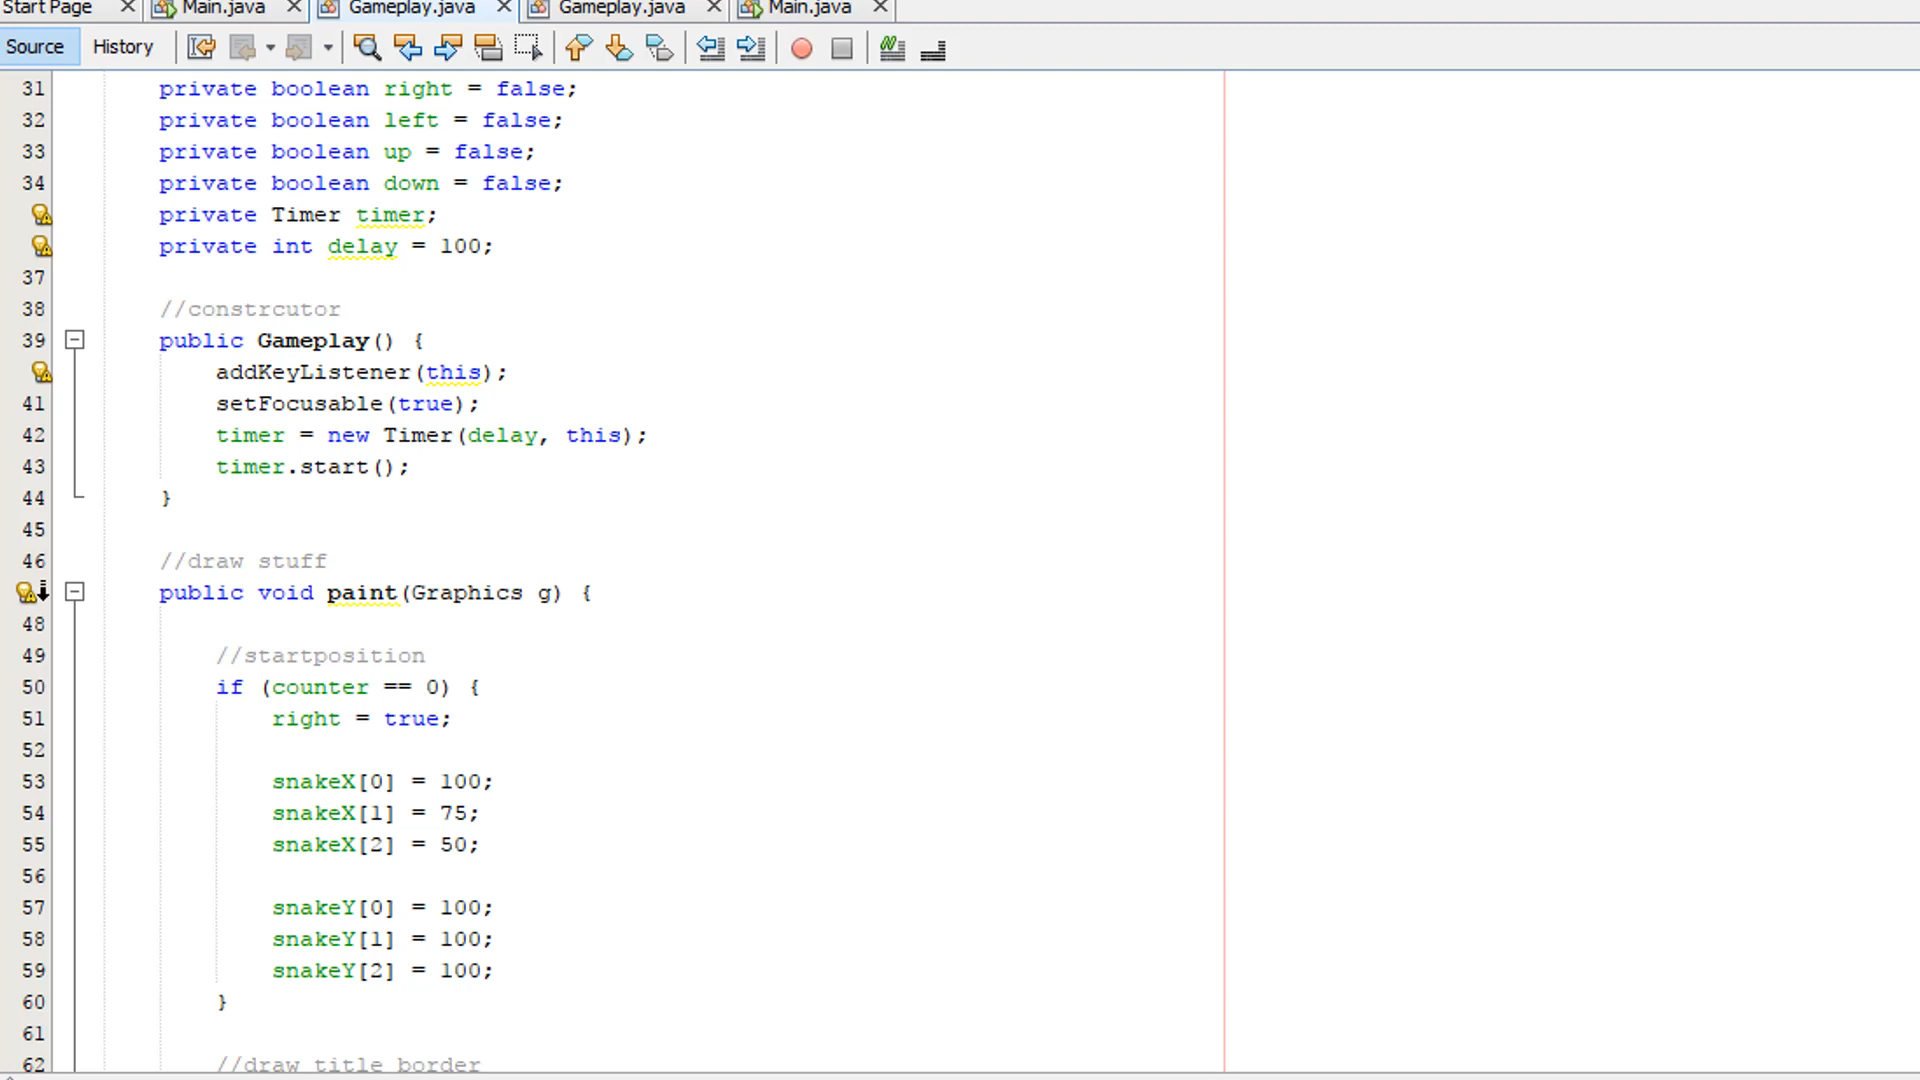 Start Page Main.java Gameplay.java Gameplay.java Main.java
Source History
31 private boolean right = false;
32 private boolean left = false;
33 private boolean up = false;
34 private boolean down = false;
private Timer timer;
private int delay = 100;
37
38 //constrcutor
39 public Gameplay() {
addKeyListener(this);
41 setFocusable(true);
42 timer = new Timer(delay, this);
43 timer.start();
44 }
45
46 //draw stuff
public void paint(Graphics g) {
48
49 //startposition
50 if (counter == 0) {
51 right = true;
52
53 snakeX[0] = 100;
54 snakeX[1] = 75;
55 snakeX[2] = 50;
56
57 snakeY[0] = 100;
58 snakeY[1] = 100;
59 snakeY[2] = 100;
60 }
61
62 //draw title border